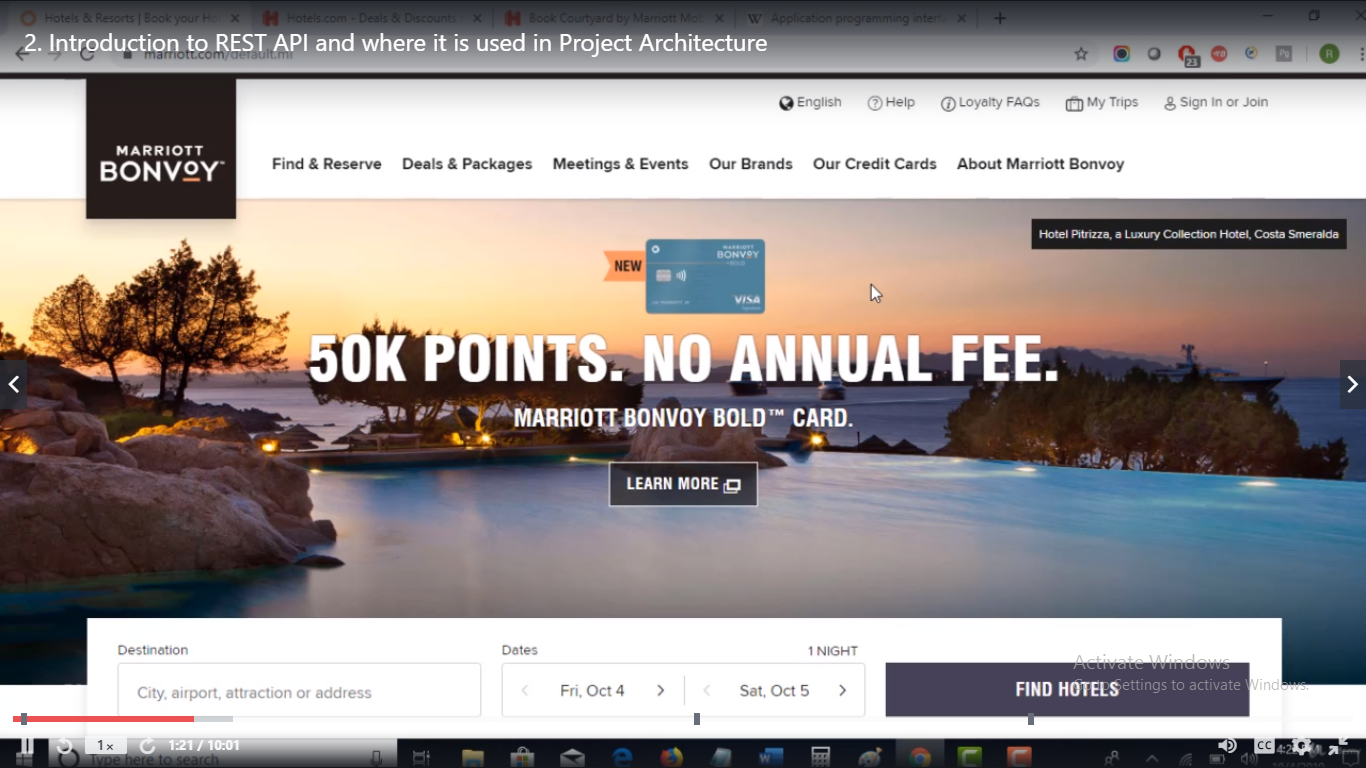 Hotels & Resorts | Book your Ho
Hotels.com - Deals & Discounts
Book Courtyard by Marriott Mob
Application programming interfa
2. Introduction to REST API and where it is used in Project Architecture
marriott.com/default.mi
23
R
English
Help
Loyalty FAQs
My Trips
Sign In or Join
MARRIOTT
BONVOY™
Find & Reserve
Deals & Packages
Meetings & Events
Our Brands
Our Credit Cards
About Marriott Bonvoy
Hotel Pitrizza, a Luxury Collection Hotel, Costa Smeralda
NEW
MARRIOTT
BONVOY
BOLD
VISA
50K POINTS. NO ANNUAL FEE.
MARRIOTT BONVOY BOLD™ CARD.
LEARN MORE
Destination
City, airport, attraction or address
Dates
1 NIGHT
Fri, Oct 4
Sat, Oct 5
FIND HOTELS
Activate Windows
Go to Settings to activate Windows.
1x
1:21 / 10:01
CC
Type here to search